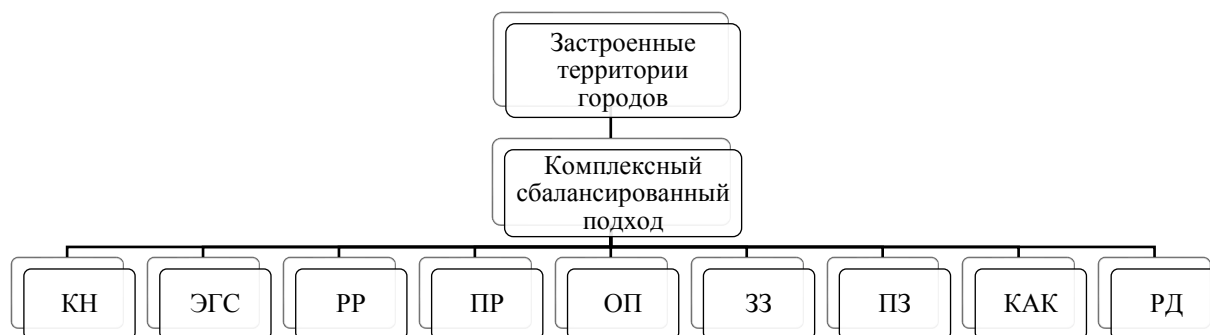 Застроенные
территории
городов
Комплексный
сбалансированный
подход
КН ЭГС РР ПР ОП ЗЗ ПЗ КАК РД